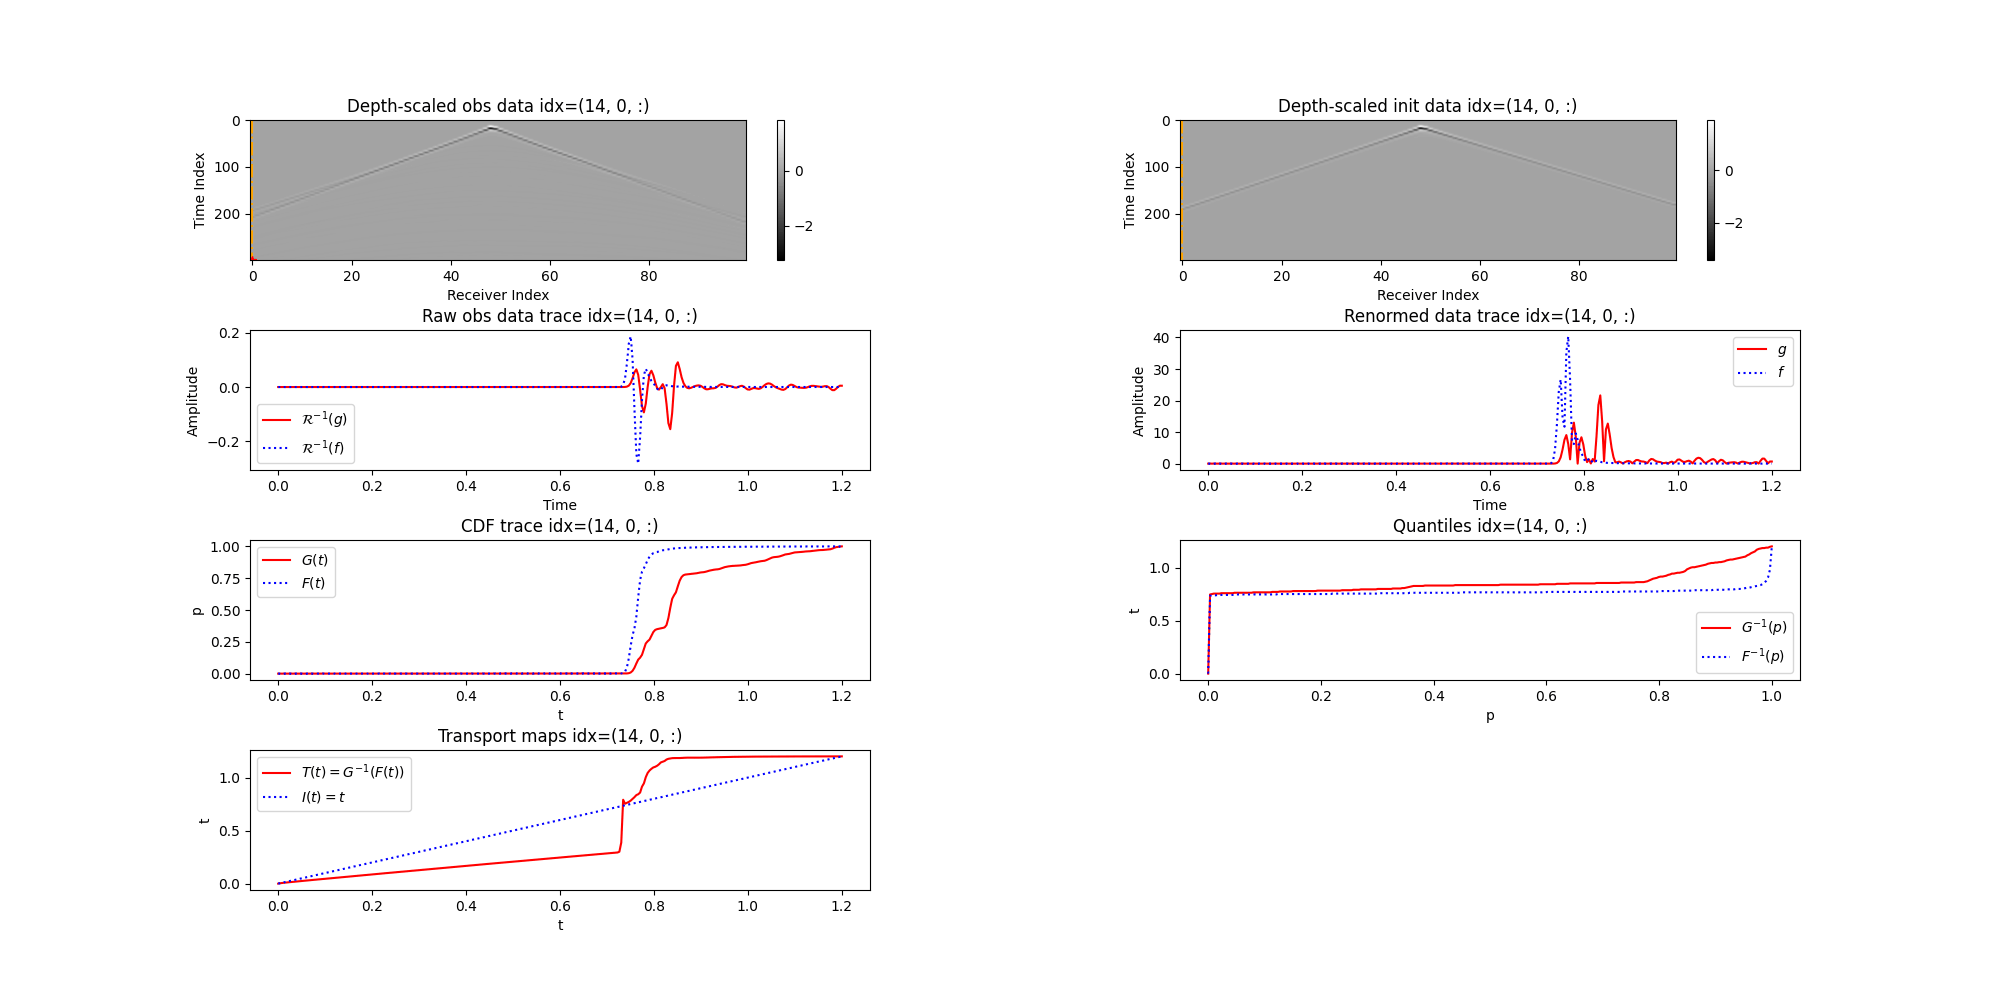 Depth-scaled obs data idx=(14, 0, :)
0
100
200
Time Index
0
20
40
60
80
Receiver Index
0
−2
Depth-scaled init data idx=(14, 0, :)
0
100
200
Time Index
0
20
40
60
80
Receiver Index
0
−2
Raw obs data trace idx=(14, 0, :)
0.2
0.0
−0.2
Amplitude
ℛ⁻¹(g)
ℛ⁻¹(f)
0.0
0.2
0.4
0.6
0.8
1.0
1.2
Time
Renormed data trace idx=(14, 0, :)
40
30
20
10
0
Amplitude
g
f
0.0
0.2
0.4
0.6
0.8
1.0
1.2
Time
CDF trace idx=(14, 0, :)
1.00
0.75
0.50
0.25
0.00
p
G(t)
F(t)
0.0
0.2
0.4
0.6
0.8
1.0
1.2
t
Quantiles idx=(14, 0, :)
1.0
0.5
0.0
t
G⁻¹(p)
F⁻¹(p)
0.0
0.2
0.4
0.6
0.8
1.0
p
Transport maps idx=(14, 0, :)
1.0
0.5
0.0
t
T(t) = G⁻¹(F(t))
I(t) = t
0.0
0.2
0.4
0.6
0.8
1.0
1.2
t